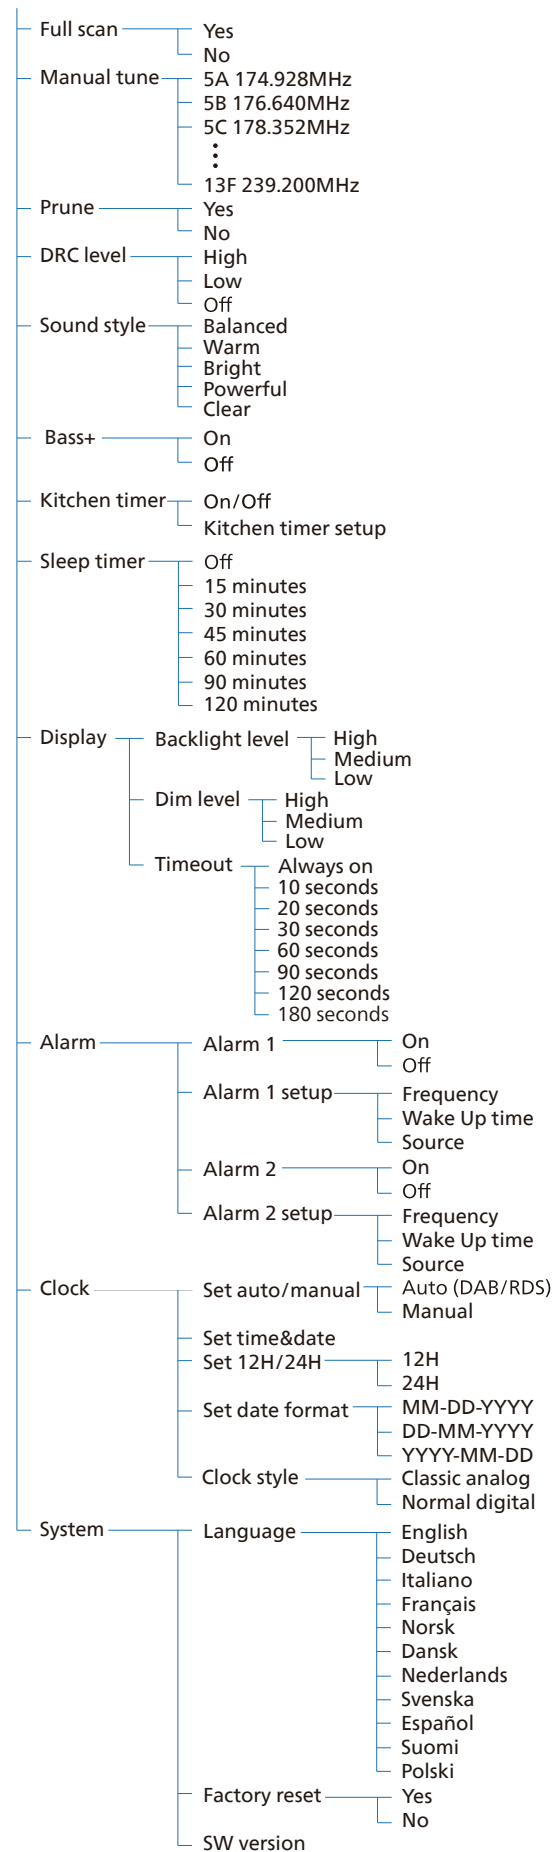 Full scan
Yes
No
Manual tune
5A 174.928MHz
5B 176.640MHz
5C 178.352MHz
13F 239.200MHz
Prune
Yes
No
DRC level
High
Low
Off
Sound style
Balanced
Warm
Bright
Powerful
Clear
Bass+
On
Off
Kitchen timer
On/Off
Kitchen timer setup
Sleep timer
Off
15 minutes
30 minutes
45 minutes
60 minutes
90 minutes
120 minutes
Display
Backlight level
High
Medium
Low
Dim level
High
Medium
Low
Timeout
Always on
10 seconds
20 seconds
30 seconds
60 seconds
90 seconds
120 seconds
180 seconds
Alarm
Alarm 1
On
Off
Alarm 1 setup
Frequency
Wake Up time
Source
Alarm 2
On
Off
Alarm 2 setup
Frequency
Wake Up time
Source
Clock
Set auto/manual
Auto (DAB/RDS)
Manual
Set time&date
Set 12H/24H
12H
24H
Set date format
MM-DD-YYYY
DD-MM-YYYY
YYYY-MM-DD
Clock style
Classic analog
Normal digital
System
Language
English
Deutsch
Italiano
Français
Norsk
Dansk
Nederlands
Svenska
Español
Suomi
Polski
Factory reset
Yes
No
SW version